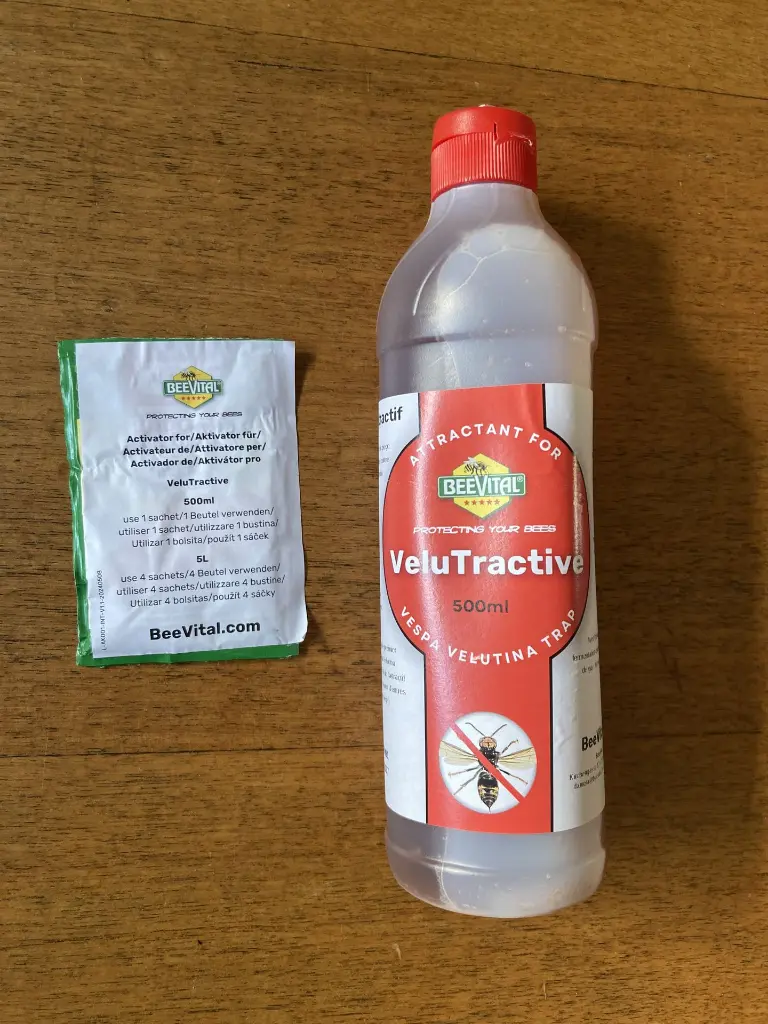 BEEVITAL
PROTECTING YOUR BEES
Activator for/Aktivator für/
Activateur de/Attivatore per/
Activador de/Aktivátor pro
VeluTractive
500ml
use 1 sachet/1 Beutel verwenden/
utiliser 1 sachet/utilizzare 1 bustina/
Utilizar 1 bolsita/použít 1 sáček
5L
use 4 sachets/4 Beutel verwenden/
utiliser 4 sachets/utilizzare 4 bustine/
Utilizar 4 bolsitas/použít 4 sáčky
BeeVital.com
ATTRACTANT FOR
BEEVITAL
PROTECTING YOUR BEES
VeluTractive
500ml
VESPA VELUTINA TRAP